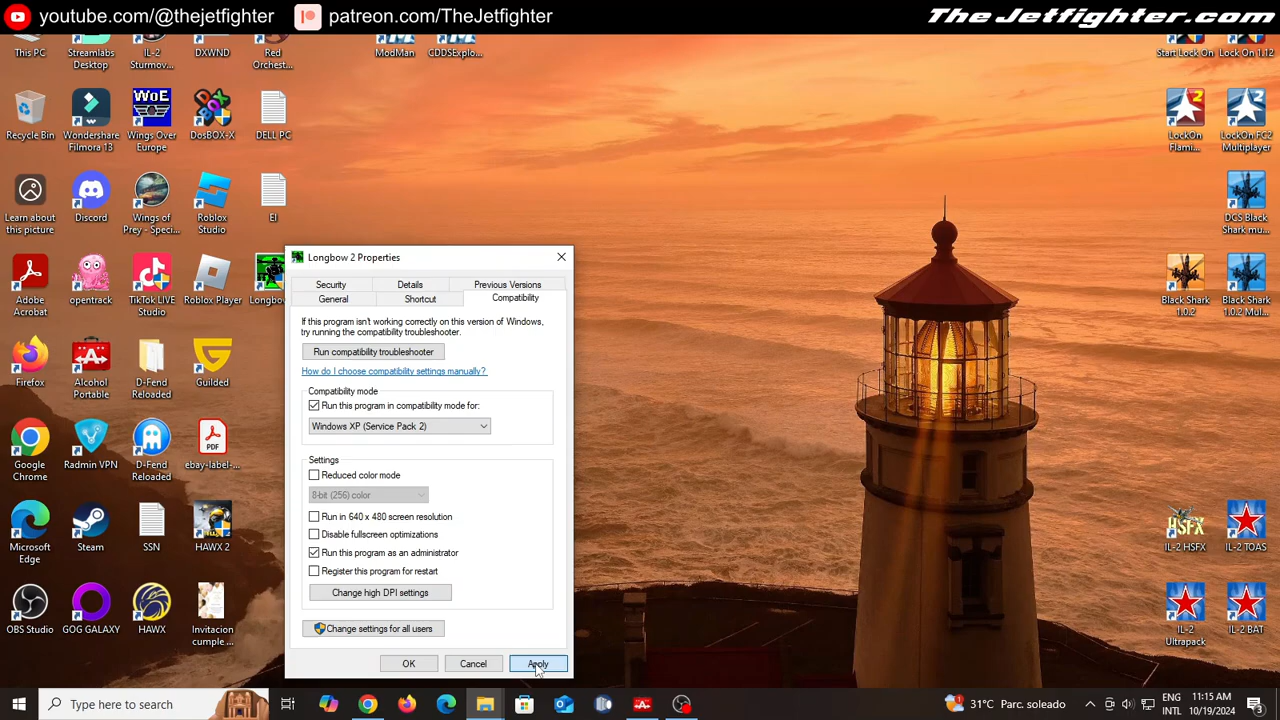 youtube.com/@thejetfighter
patreon.com/TheJetfighter
TheJetfighter.com
This PC
Streamlabs Desktop
IL-2 Sturmov...
DXWND
Red Orchest...
ModMan
CDDSExplo...
Start Lock On
Lock On 1.12
Recycle Bin
Wondershare Filmora 13
WoE
Wings Over Europe
DOS BOX
DosBOX-X
DELL PC
LockOn Flami...
LockOn FC2 Multiplayer
Learn about this picture
Discord
Wings of Prey - Speci...
Roblox Studio
EI
DCS Black Shark mu...
Adobe Acrobat
opentrack
TikTok LIVE Studio
Roblox Player
Longbo
Black Shark 1.0.2
Black Shark 1.0.2 Mul...
Firefox
Alcohol Portable
D-Fend Reloaded
Guilded
Google Chrome
Radmin VPN
D-Fend Reloaded
PDF
ebay-label-...
Microsoft Edge
Steam
SSN
HAWX 2
IL-2 HSFX
IL-2 TOAS
OBS Studio
GOG GALAXY
HAWX
Invitacion cumple ...
IL-2 Ultrapack
IL-2 BAT
Longbow 2 Properties
Security
Details
Previous Versions
General
Shortcut
Compatibility
If this program isn't working correctly on this version of Windows,
try running the compatibility troubleshooter.
Run compatibility troubleshooter
How do I choose compatibility settings manually?
Compatibility mode
Run this program in compatibility mode for:
Windows XP (Service Pack 2)
Settings
Reduced color mode
8-bit (256) color
Run in 640 x 480 screen resolution
Disable fullscreen optimizations
Run this program as an administrator
Register this program for restart
Change high DPI settings
Change settings for all users
OK
Cancel
Apply
Type here to search
31°C Parc. soleado
ENG
INTL
11:15 AM
10/19/2024
3